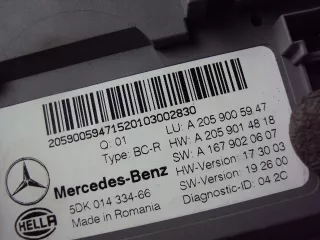 20590059471520103002830
Q: 01
Type: BC-R
LU: A 205 900 59 47
HW: A 205 901 48 18
SW: A 167 902 06 07
HW-Version: 17 30 03
SW-Version: 19 26 00
Diagnostic-ID: 04 2C
Mercedes-Benz
5DK 014 334-66
Made in Romania
HELLA